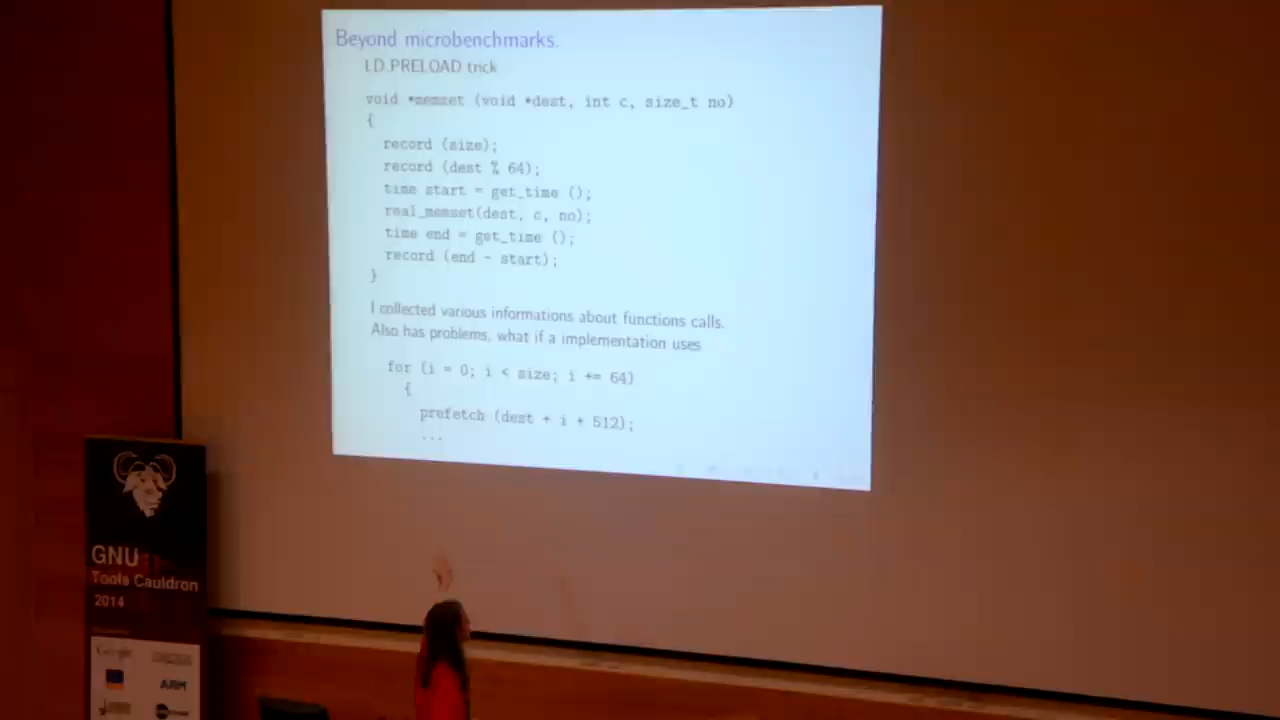 Beyond microbenchmarks.
LD_PRELOAD trick
void *memset (void *dest, int c, size_t no)
{
record (size);
record (dest % 64);
time start = get_time ();
real_memset(dest, c, no);
time end = get_time ();
record (end - start);
}
I collected various informations about functions calls.
Also has problems, what if a implementation uses
for (i = 0; i < size; i += 64)
{
prefetch (dest + i + 512);
...
GNU
Tools Cauldron
2014
Google
ARM